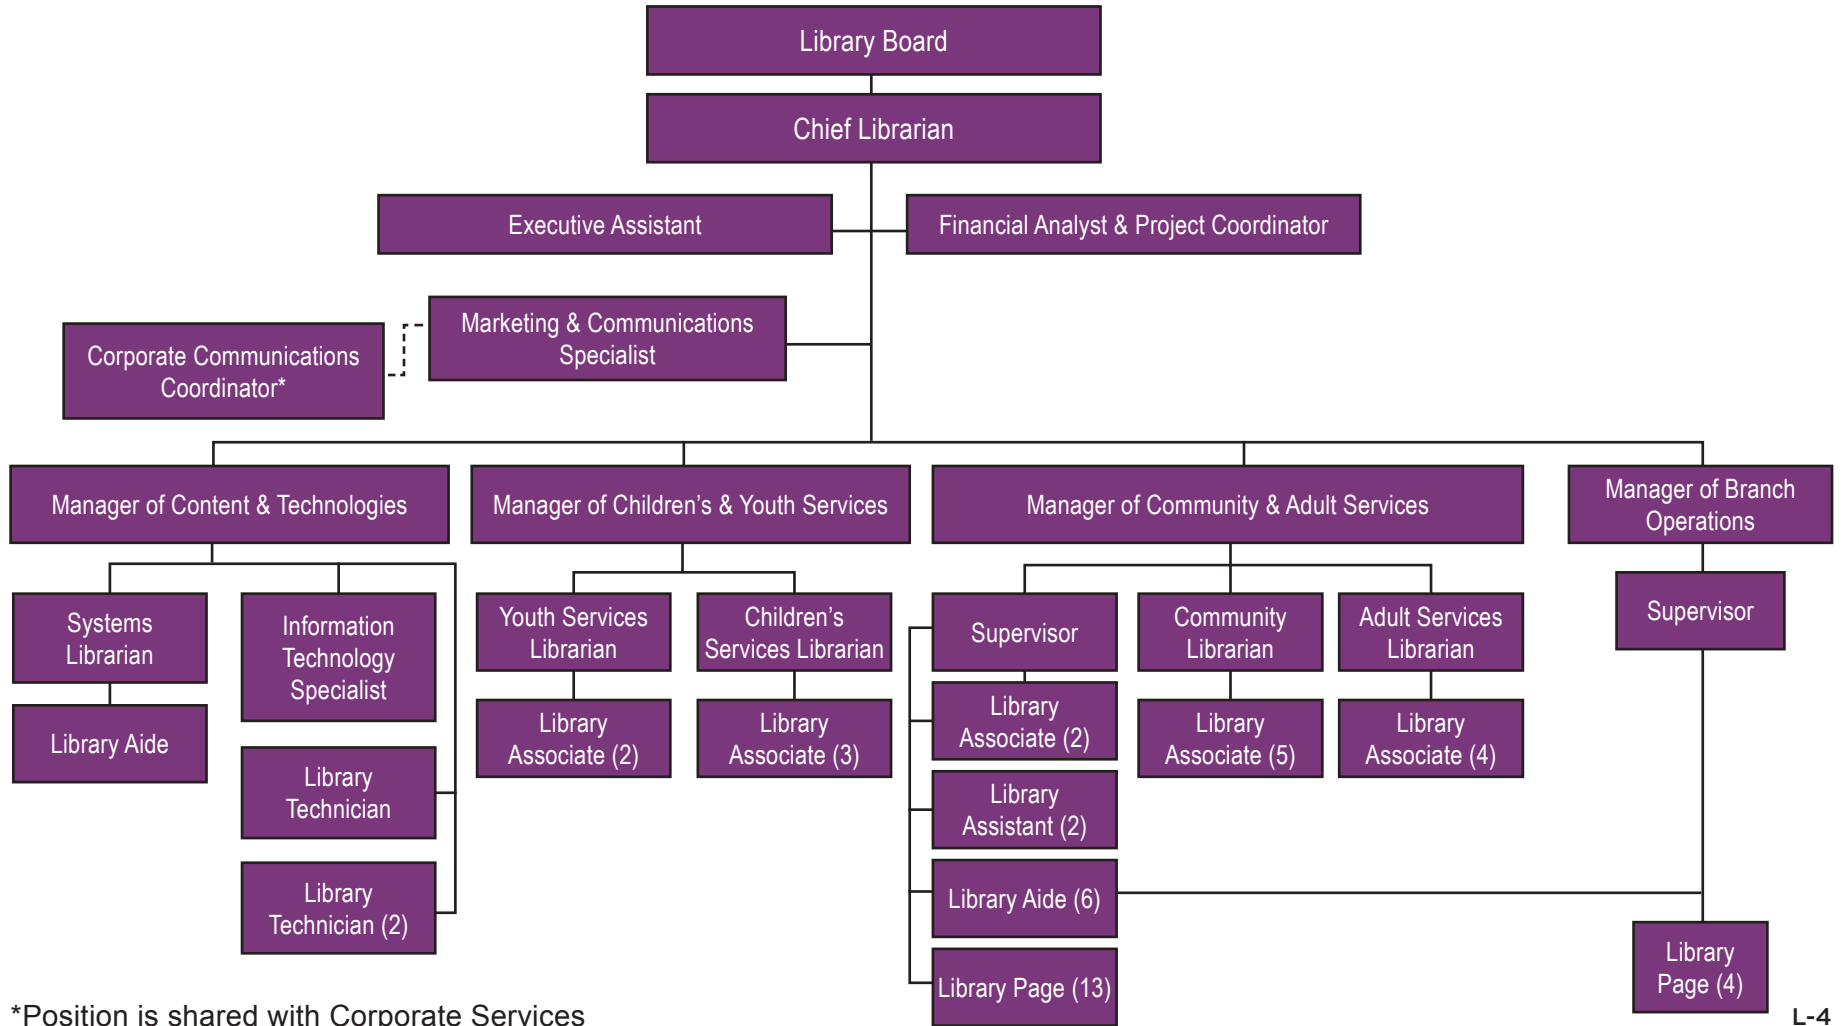 Library Board
Chief Librarian
Executive Assistant
Financial Analyst & Project Coordinator
Marketing & Communications
Specialist
Corporate Communications
Coordinator*
Manager of Content & Technologies
Manager of Children’s & Youth Services
Manager of Community & Adult Services
Manager of Branch
Operations
Systems
Librarian
Information
Technology
Specialist
Library Aide
Library
Technician
Library
Technician (2)
Youth Services
Librarian
Children’s
Services Librarian
Library
Associate (2)
Library
Associate (3)
Supervisor
Community
Librarian
Adult Services
Librarian
Library
Associate (2)
Library
Associate (5)
Library
Associate (4)
Library
Assistant (2)
Library Aide (6)
Library Page (13)
Supervisor
Library
Page (4)
*Position is shared with Corporate Services
L-4